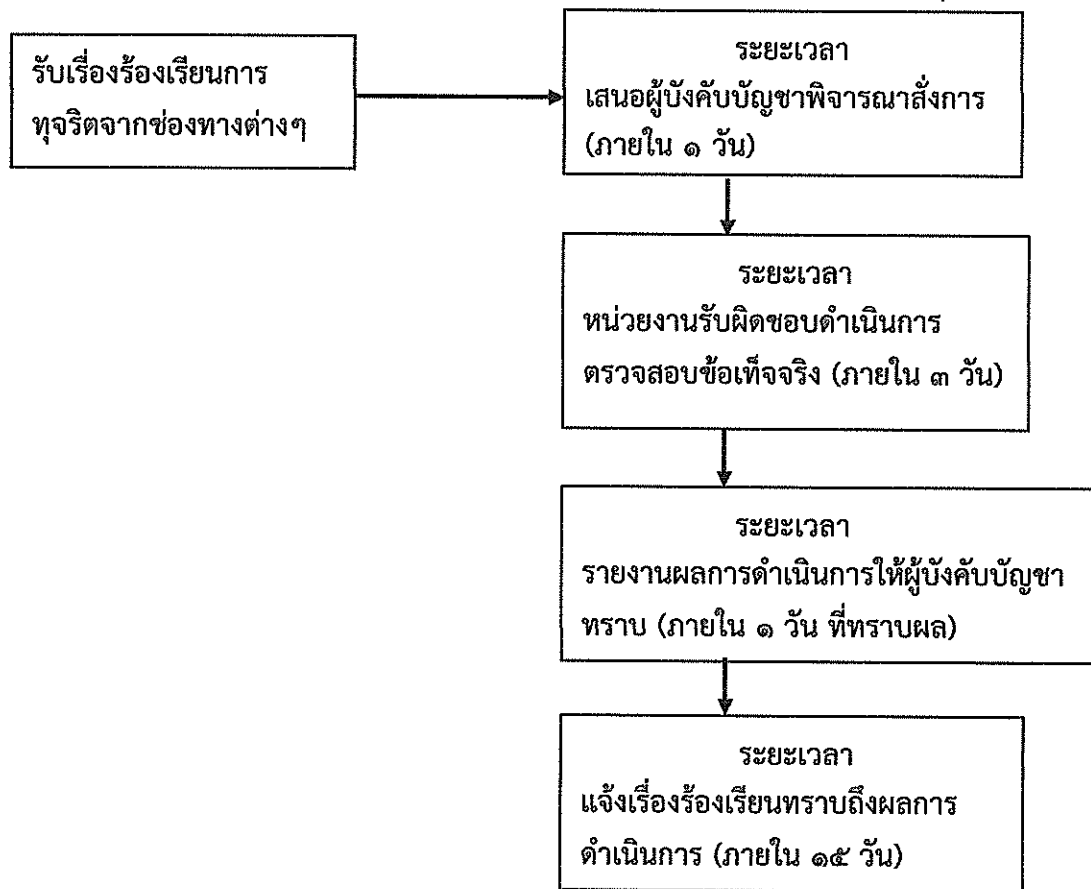 รับเรื่องร้องเรียนการ
ทุจริตจากช่องทางต่างๆ
ระยะเวลา
เสนอผู้บังคับบัญชาพิจารณาสั่งการ
(ภายใน ๑ วัน)
ระยะเวลา
หน่วยงานรับผิดชอบดำเนินการ
ตรวจสอบข้อเท็จจริง (ภายใน ๓ วัน)
ระยะเวลา
รายงานผลการดำเนินการให้ผู้บังคับบัญชา
ทราบ (ภายใน ๑ วัน ที่ทราบผล)
ระยะเวลา
แจ้งเรื่องร้องเรียนทราบถึงผลการ
ดำเนินการ (ภายใน ๑๕ วัน)